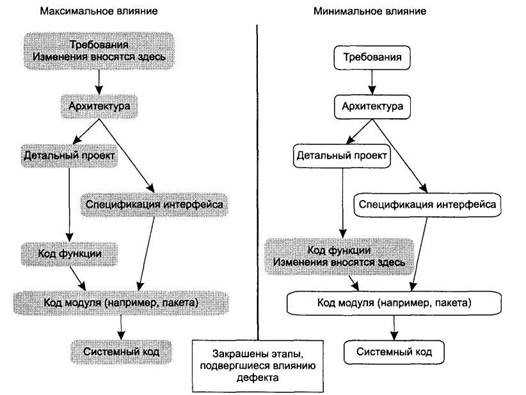 Максимальное влияние
Требования
Изменения вносятся здесь
Архитектура
Детальный проект
Спецификация интерфейса
Код функции
Код модуля (например, пакета)
Системный код
Минимальное влияние
Требования
Архитектура
Детальный проект
Спецификация интерфейса
Код функции
Изменения вносятся здесь
Код модуля (например, пакета)
Системный код
Закрашены этапы,
подвергшиеся влиянию
дефекта